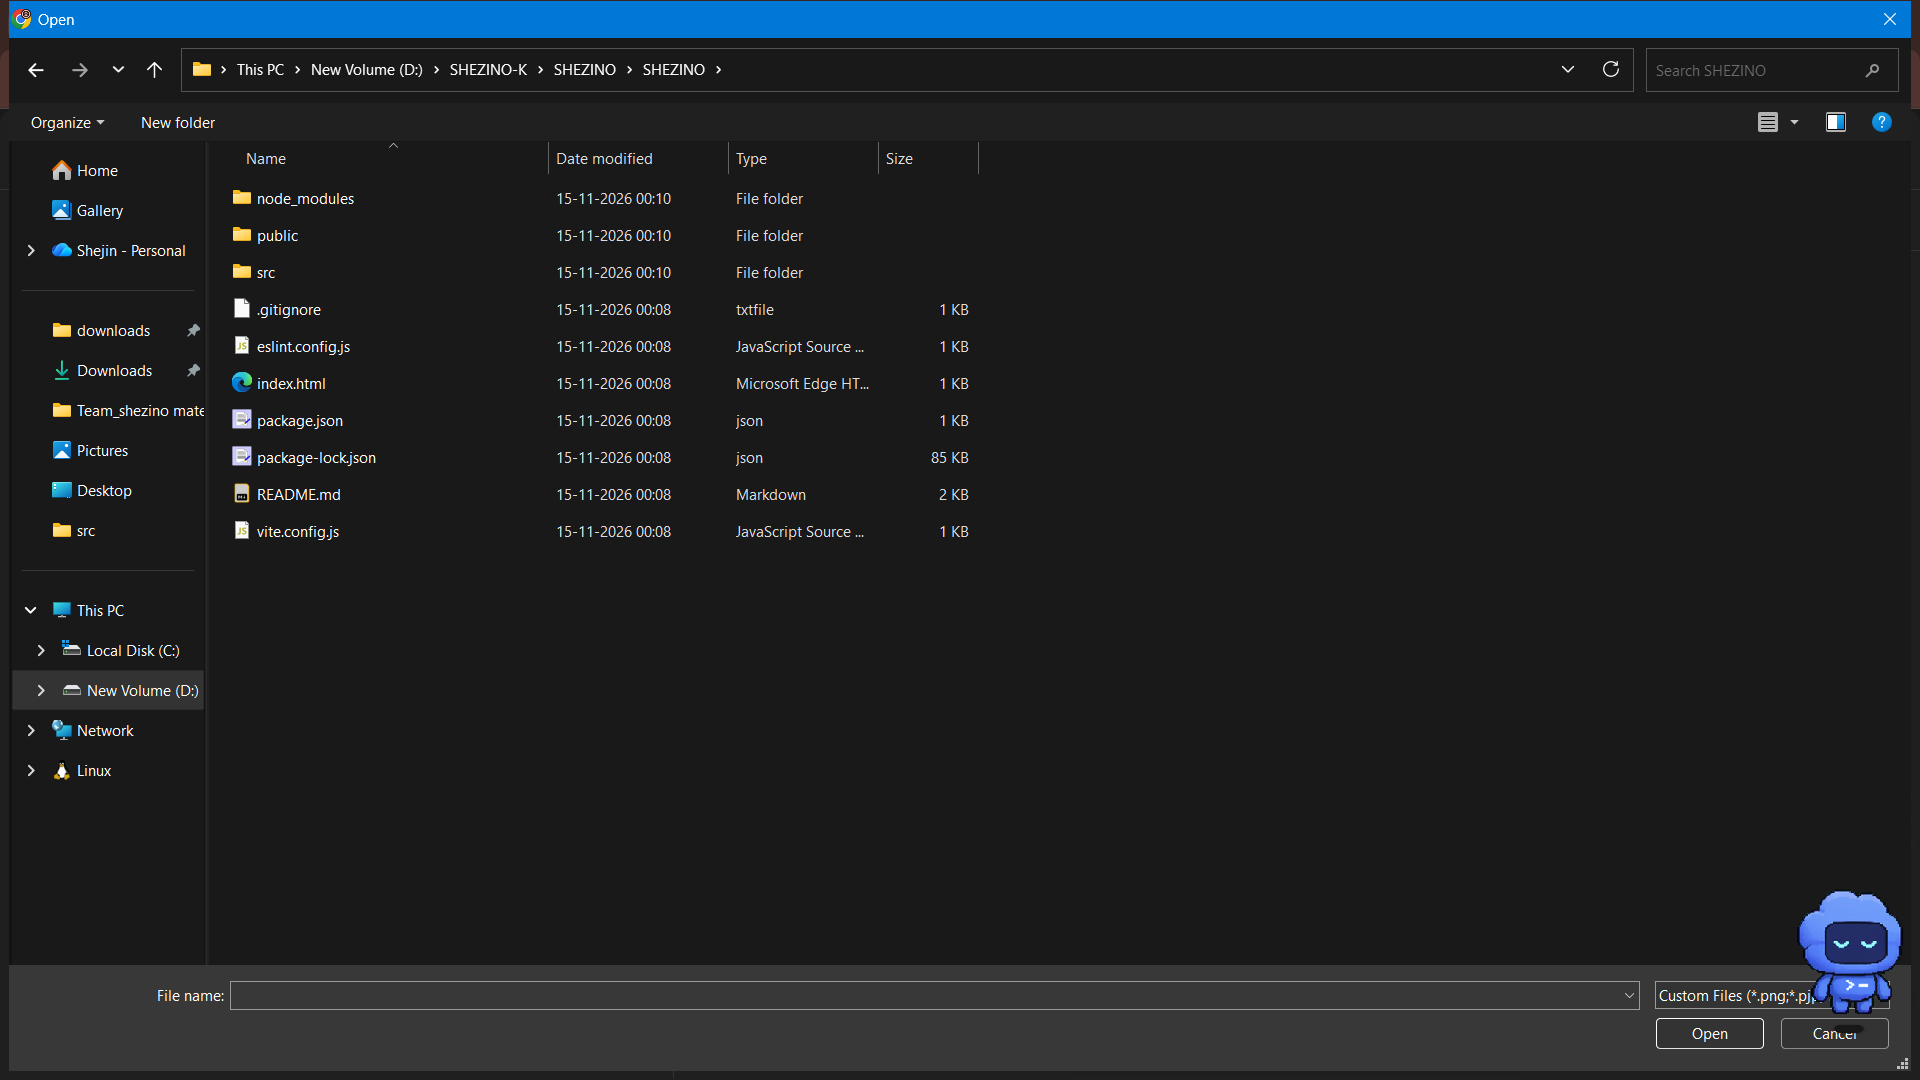 Open
This PC > New Volume (D:) > SHEZINO-K > SHEZINO > SHEZINO >
Search SHEZINO
Organize
New folder
Name
Date modified
Type
Size
Home
Gallery
Shejin - Personal
downloads
Downloads
Team_shezino mate
Pictures
Desktop
src
This PC
Local Disk (C:)
New Volume (D:)
Network
Linux
node_modules 15-11-2026 00:10 File folder
public 15-11-2026 00:10 File folder
src 15-11-2026 00:10 File folder
.gitignore 15-11-2026 00:08 txtfile 1 KB
eslint.config.js 15-11-2026 00:08 JavaScript Source ... 1 KB
index.html 15-11-2026 00:08 Microsoft Edge HT... 1 KB
package.json 15-11-2026 00:08 json 1 KB
package-lock.json 15-11-2026 00:08 json 85 KB
README.md 15-11-2026 00:08 Markdown 2 KB
vite.config.js 15-11-2026 00:08 JavaScript Source ... 1 KB
File name:
Custom Files (*.png;*.pj
Open
Cancel